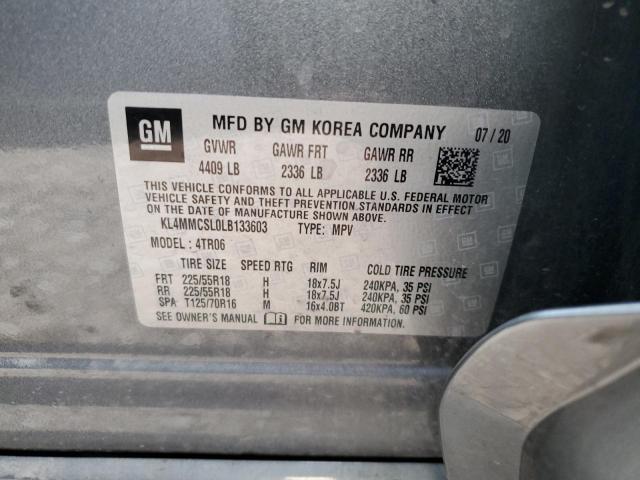 GM
MFD BY GM KOREA COMPANY 07/20
GVWR GAWR FRT GAWR RR
4409 LB 2336 LB 2336 LB
THIS VEHICLE CONFORMS TO ALL APPLICABLE U.S. FEDERAL MOTOR
VEHICLE SAFETY AND THEFT PREVENTION STANDARDS IN EFFECT
ON THE DATE OF MANUFACTURE SHOWN ABOVE.
KL4MMCSL0LB133603 TYPE: MPV
MODEL: 4TR06
TIRE SIZE SPEED RTG RIM COLD TIRE PRESSURE
FRT 225/55R18 H 18x7.5J 240KPA, 35 PSI
RR 225/55R18 H 18x7.5J 240KPA, 35 PSI
SPA T125/70R16 M 16x4.0BT 420KPA, 60 PSI
SEE OWNER'S MANUAL FOR MORE INFORMATION.